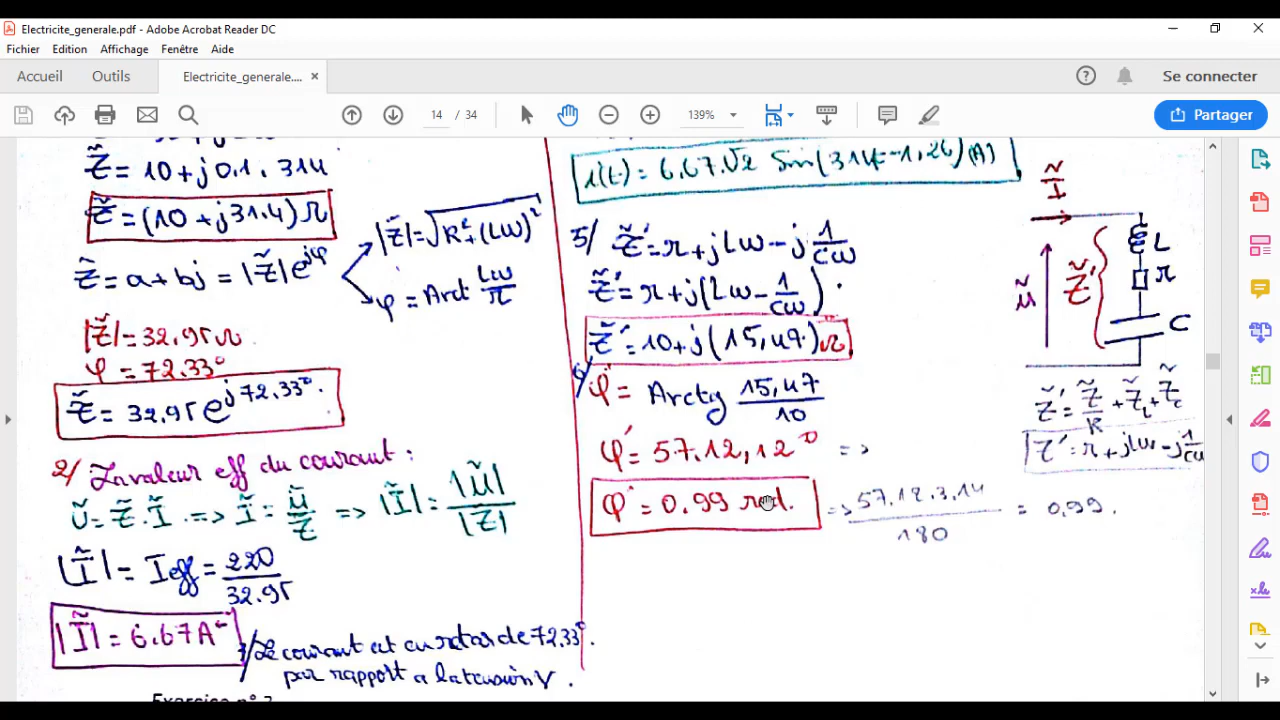 Electricite_generale.pdf - Adobe Acrobat Reader DC
Fichier Edition Affichage Fenêtre Aide
Accueil Outils Electricite_generale.... × Se connecter
14 / 34 139% Partager
Z̃ = 10 + j0.1.314
Z̃ = (10 + j31.4) Ω
Z̃ = a + bj = |Z̃| e^jφ
|Z̃| = √R² + (Lω)²
φ = Arct Lω/r
|Z̃| = 32.95 Ω
φ = 72.33°
Z̃ = 32.95 e^j72.33°.
2/ La valeur eff du courant :
Ũ = Z̃.Ĩ => Ĩ = Ũ/Z̃ => |Ĩ| = |Ũ|/|Z̃|
|Ĩ| = Ieff = 220/32.95
|Ĩ| = 6.67A
3/ Le courant est en retar de 72.33°.
par rapport a la tension V.
i(t) = 6.67.√2 Sin(314t - 1,26) (A)
5/ Z̃' = r + jLω - j 1/Cω
Z̃' = r + j(Lω - 1/Cω).
Z̃' = 10 + j(15,47) Ω
6/ φ' = Arctg 15,47/10
φ' = 57.12,12° =>
φ' = 0.99 rad. => 57.12.3,14/180 = 0,99.
Ĩ
L
Ũ
Z̃'
r
C
Z̃' = Z̃R + Z̃L + Z̃C
Z' = r + jLω - j 1/Cω